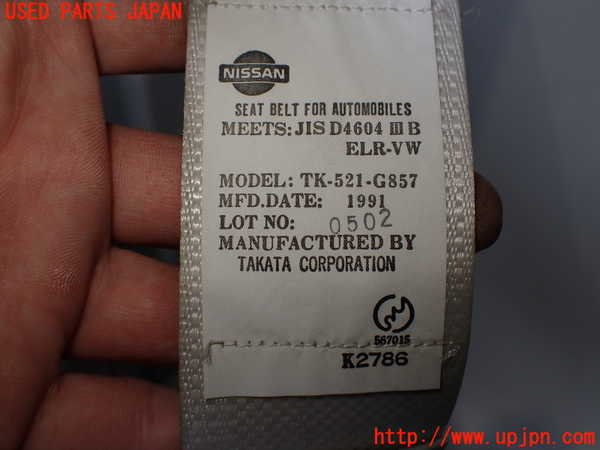 USED PARTS JAPAN
NISSAN
SEAT BELT FOR AUTOMOBILES
MEETS: JIS D4604 III B
ELR-VW
MODEL: TK-521-G857
MFD.DATE: 1991
LOT NO: 0502
MANUFACTURED BY
TAKATA CORPORATION
567015
K2786
http://www.upjpn.com/